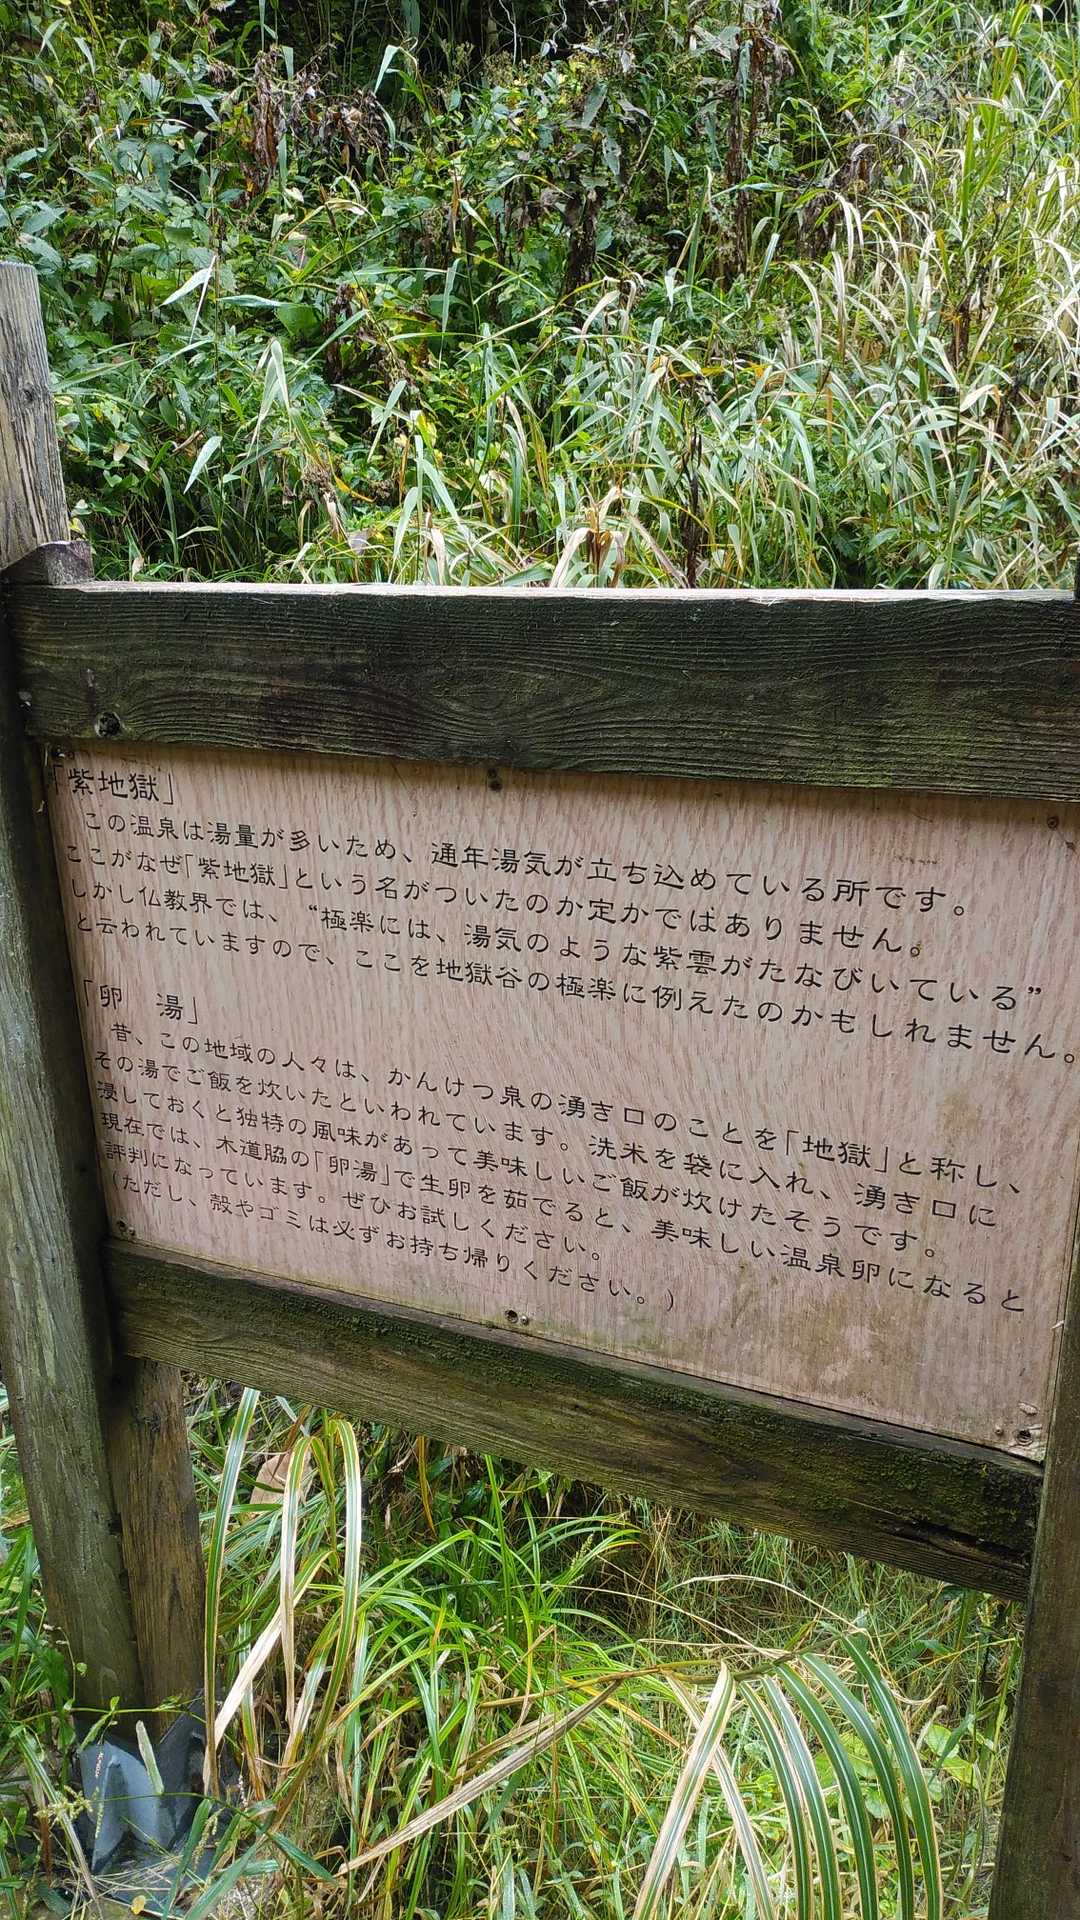 「紫地獄」
この温泉は湯量が多いため、通年湯気が立ち込めている所です。
ここがなぜ「紫地獄」という名がついたのか定かではありません。
しかし仏教界では、“極楽には、湯気のような紫雲がたなびいている”
と云われていますので、ここを地獄谷の極楽に例えたのかもしれません。
「卵　湯」
昔、この地域の人々は、かんけつ泉の湧き口のことを「地獄」と称し、
その湯でご飯を炊いたといわれています。洗米を袋に入れ、湧き口に
浸しておくと独特の風味があって美味しいご飯が炊けたそうです。
現在では、木道脇の「卵湯」で生卵を茹でると、美味しい温泉卵になると
評判になっています。ぜひお試しください。
（ただし、殻やゴミは必ずお持ち帰りください。）